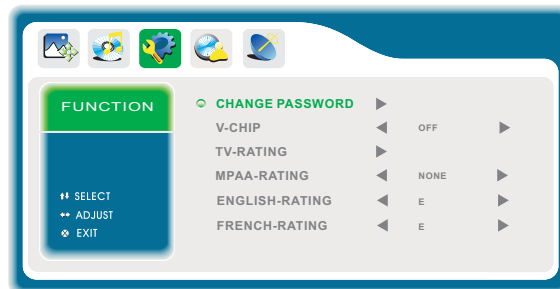 FUNCTION
SELECT
ADJUST
EXIT
CHANGE PASSWORD
V-CHIP OFF
TV-RATING
MPAA-RATING NONE
ENGLISH-RATING E
FRENCH-RATING E